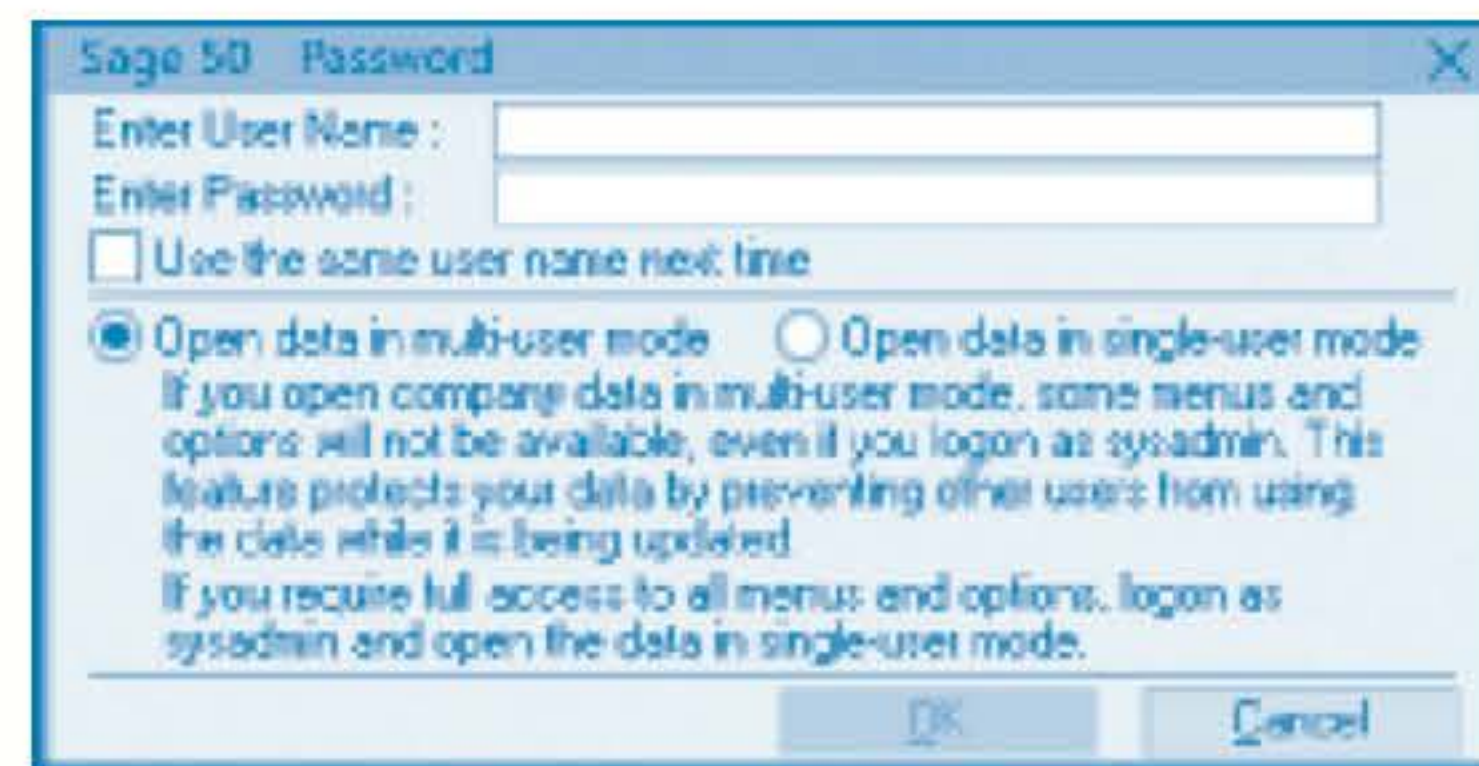 Sage 50 Password
Enter User Name :
Enter Password :
Use the same user name next time
Open data in multi-user mode Open data in single-user mode
If you open company data in multi-user mode, some menus and
options will not be available, even if you logon as sysadmin. This
feature protects your data by preventing other users from using
the data while it is being updated.
If you require full access to all menus and options, logon as
sysadmin and open the data in single-user mode.
OK Cancel